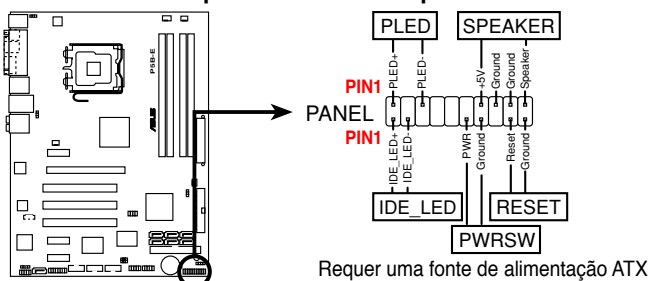 PLED
SPEAKER
PIN1
PLED+
PLED-
+5V
Ground
Ground
Speaker
P5B-E
ASUS
PANEL
PIN1
IDE_LED+
IDE_LED-
PWR
Ground
Reset
Ground
IDE_LED
RESET
PWRSW
Requer uma fonte de alimentação ATX